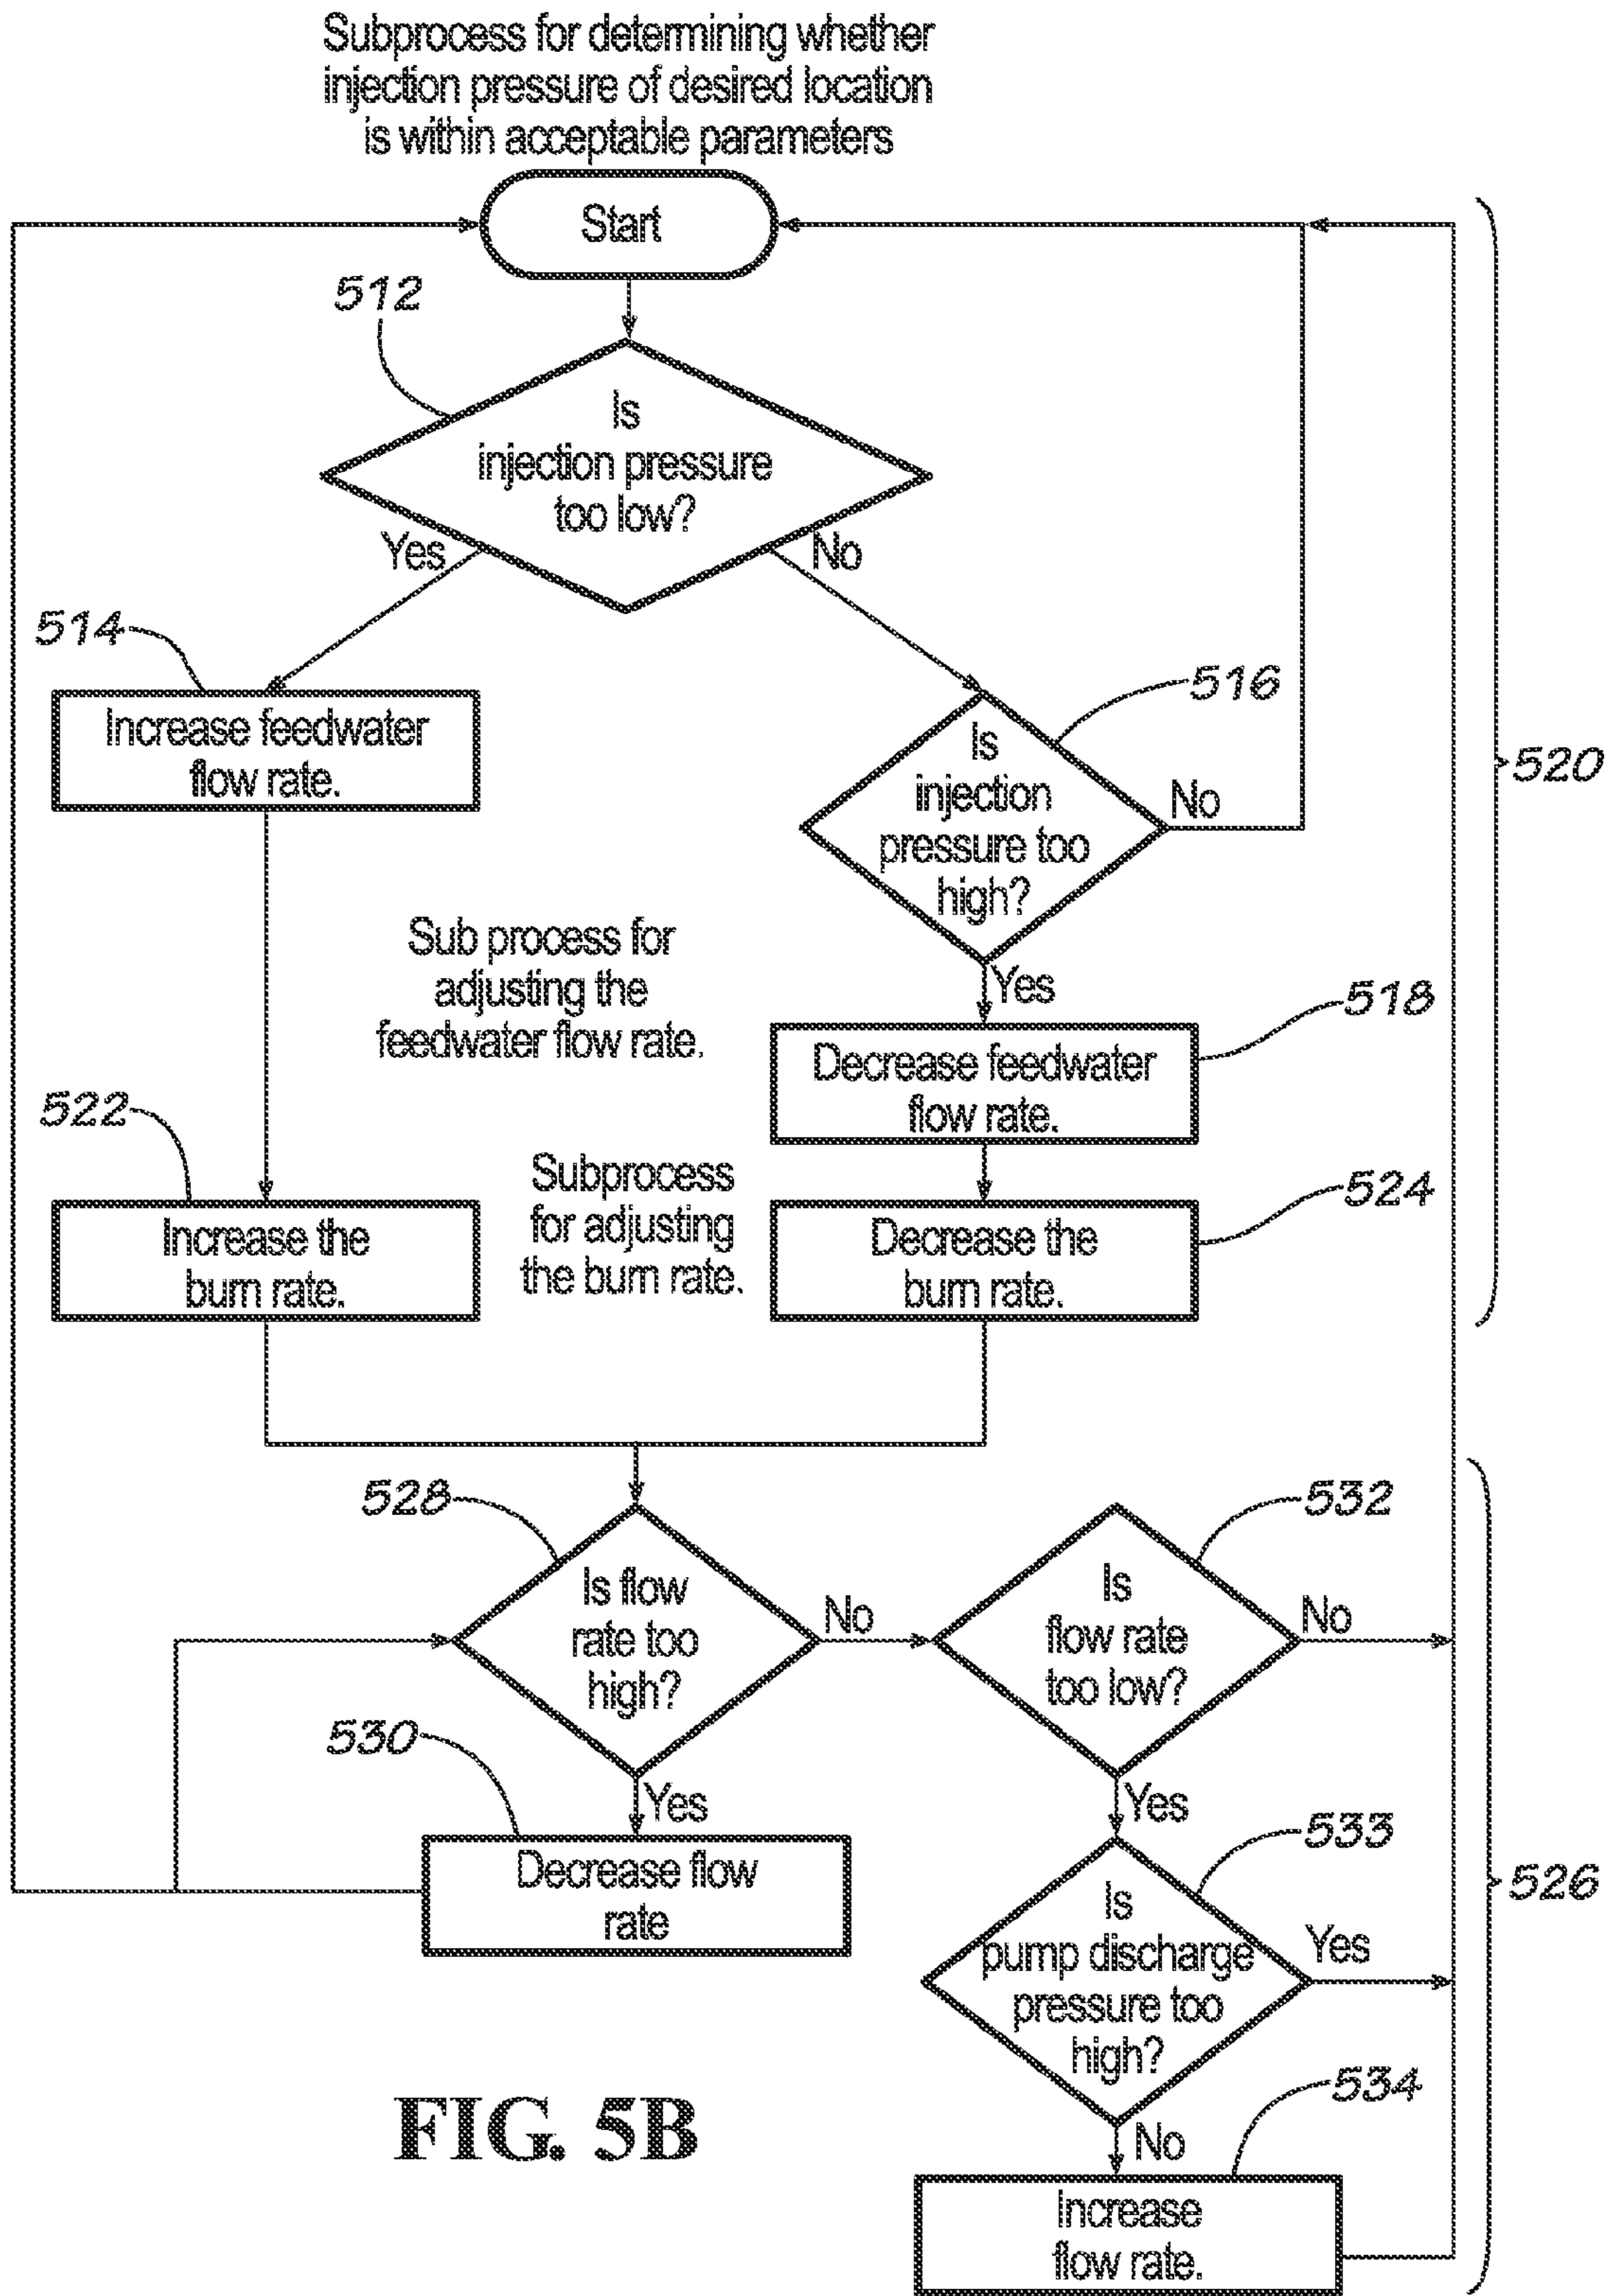 Subprocess for determining whether
injection pressure of desired location
is within acceptable parameters
Start
512
Is
injection pressure
too low?
Yes
No
514
Increase feedwater
flow rate.
516
Is
injection
pressure too
high?
No
520
Yes
Sub process for
adjusting the
feedwater flow rate.
518
Decrease feedwater
flow rate.
522
Increase the
burn rate.
Subprocess
for adjusting
the burn rate.
524
Decrease the
burn rate.
528
Is flow
rate too
high?
No
532
Is
flow rate
too low?
No
530
Yes
Decrease flow
rate
Yes
533
Is
pump discharge
pressure too
high?
Yes
526
No
534
Increase
flow rate.
FIG. 5B